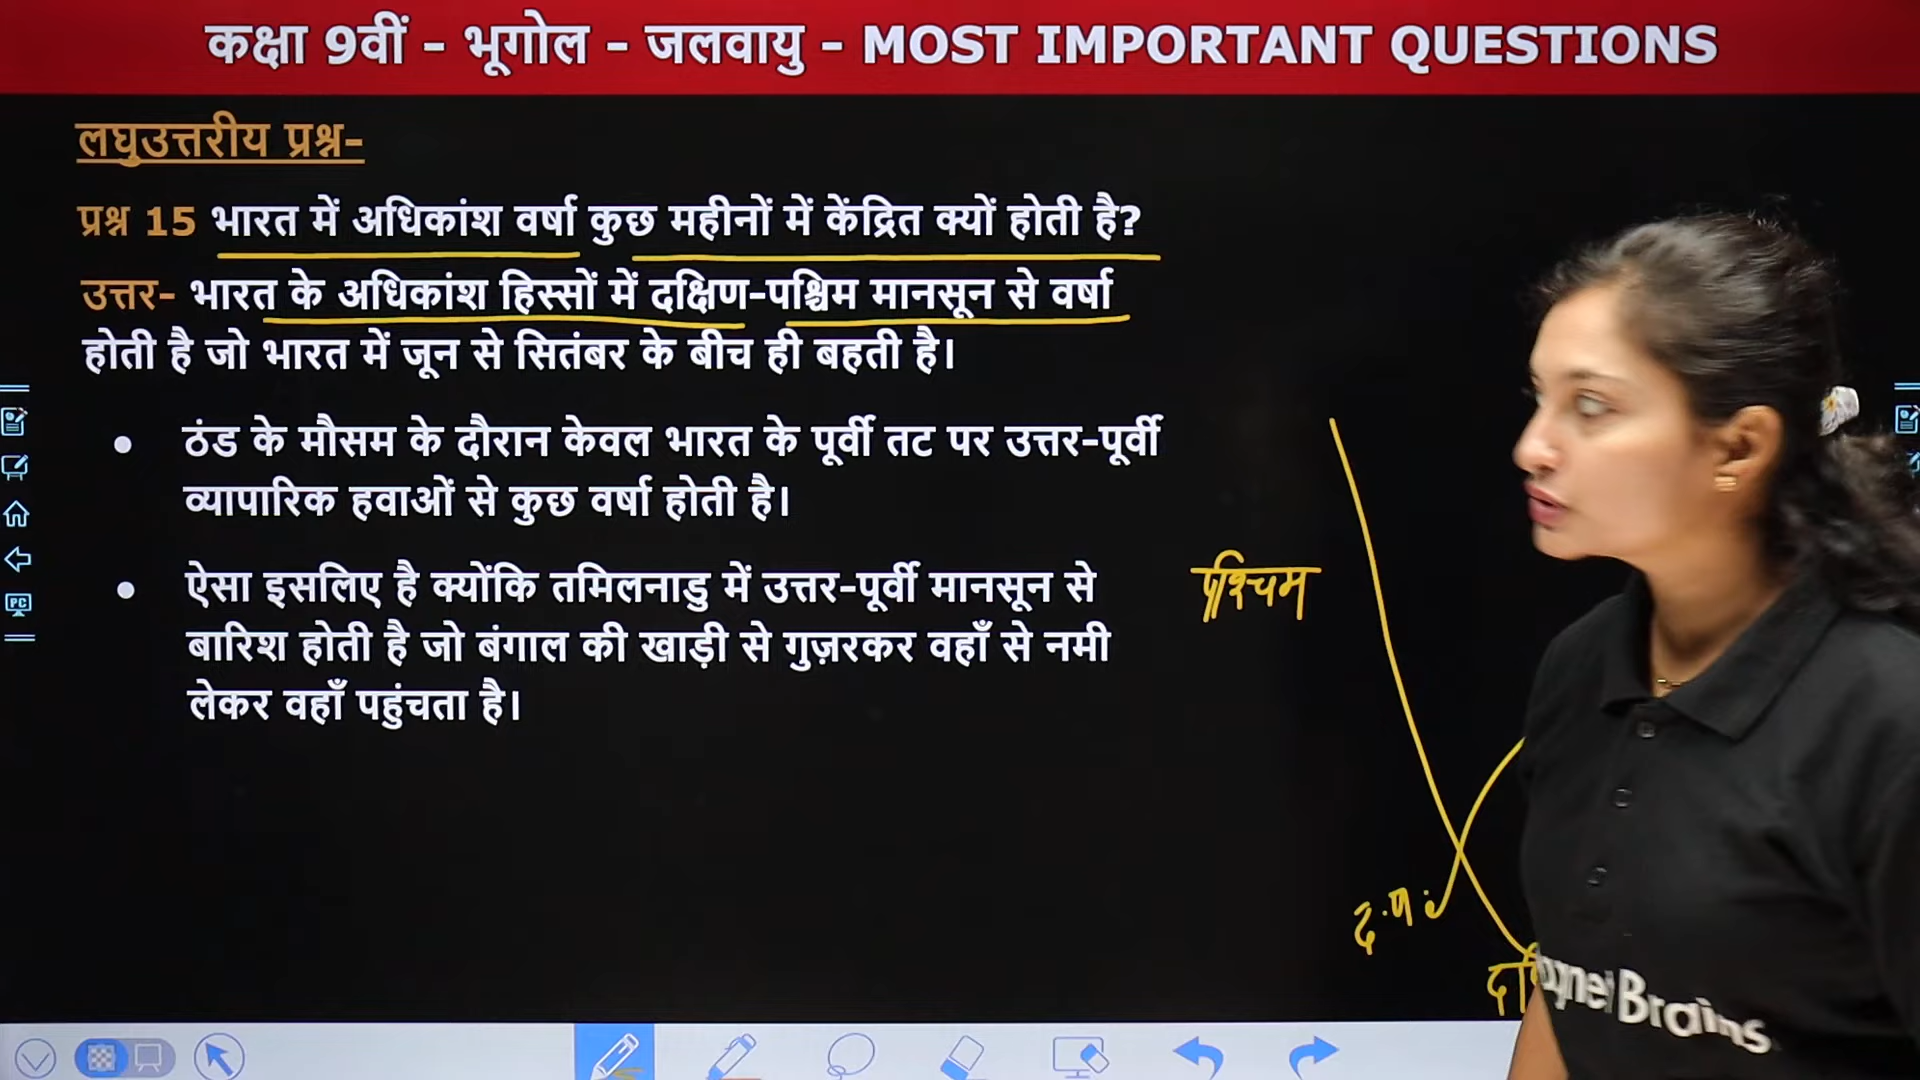 कक्षा 9वीं - भूगोल - जलवायु - MOST IMPORTANT QUESTIONS
लघुउत्तरीय प्रश्न-
प्रश्न 15 भारत में अधिकांश वर्षा कुछ महीनों में केंद्रित क्यों होती है?
उत्तर- भारत के अधिकांश हिस्सों में दक्षिण-पश्चिम मानसून से वर्षा
होती है जो भारत में जून से सितंबर के बीच ही बहती है।
• ठंड के मौसम के दौरान केवल भारत के पूर्वी तट पर उत्तर-पूर्वी
व्यापारिक हवाओं से कुछ वर्षा होती है।
• ऐसा इसलिए है क्योंकि तमिलनाडु में उत्तर-पूर्वी मानसून से
बारिश होती है जो बंगाल की खाड़ी से गुज़रकर वहाँ से नमी
लेकर वहाँ पहुंचता है।
पश्चिम
द.प.
PC
Brains